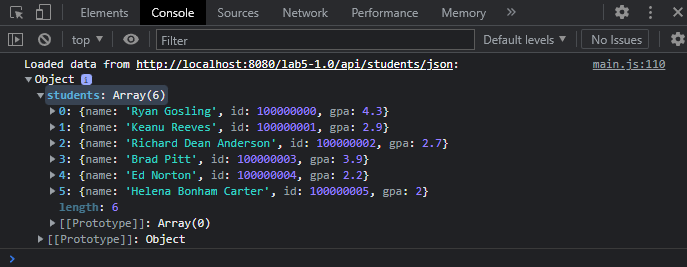 Elements Console Sources Network Performance Memory »
top Filter Default levels No Issues
Loaded data from http://localhost:8080/lab5-1.0/api/students/json: main.js:110
▼Object i
▼students: Array(6)
▶0: {name: 'Ryan Gosling', id: 100000000, gpa: 4.3}
▶1: {name: 'Keanu Reeves', id: 100000001, gpa: 2.9}
▶2: {name: 'Richard Dean Anderson', id: 100000002, gpa: 2.7}
▶3: {name: 'Brad Pitt', id: 100000003, gpa: 3.9}
▶4: {name: 'Ed Norton', id: 100000004, gpa: 2.2}
▶5: {name: 'Helena Bonham Carter', id: 100000005, gpa: 2}
length: 6
▶[[Prototype]]: Array(0)
▶[[Prototype]]: Object
>